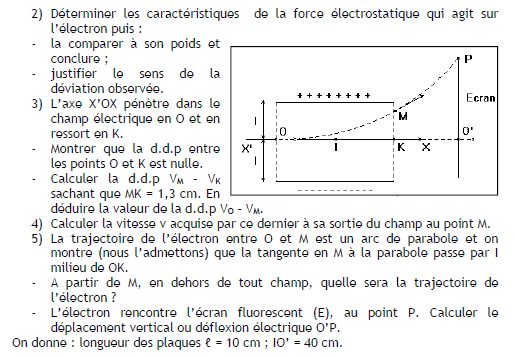 2) Déterminer les caractéristiques de la force électrostatique qui agit sur
l'électron puis :
- la comparer à son poids et
conclure ;
- justifier le sens de la
déviation observée.
3) L'axe X'OX pénètre dans le
champ électrique en O et en
ressort en K.
- Montrer que la d.d.p entre
les points O et K est nulle.
- Calculer la d.d.p VM - VK
sachant que MK = 1,3 cm. En
déduire la valeur de la d.d.p VO - VM.
P
+ + + + + + + +
Ecran
M
l
O
O'
X'
I
K
X
l
4) Calculer la vitesse v acquise par ce dernier à sa sortie du champ au point M.
5) La trajectoire de l'électron entre O et M est un arc de parabole et on
montre (nous l'admettons) que la tangente en M à la parabole passe par I
milieu de OK.
- A partir de M, en dehors de tout champ, quelle sera la trajectoire de
l'électron ?
- L'électron rencontre l'écran fluorescent (E), au point P. Calculer le
déplacement vertical ou déflexion électrique O'P.
On donne : longueur des plaques ℓ = 10 cm ; IO' = 40 cm.